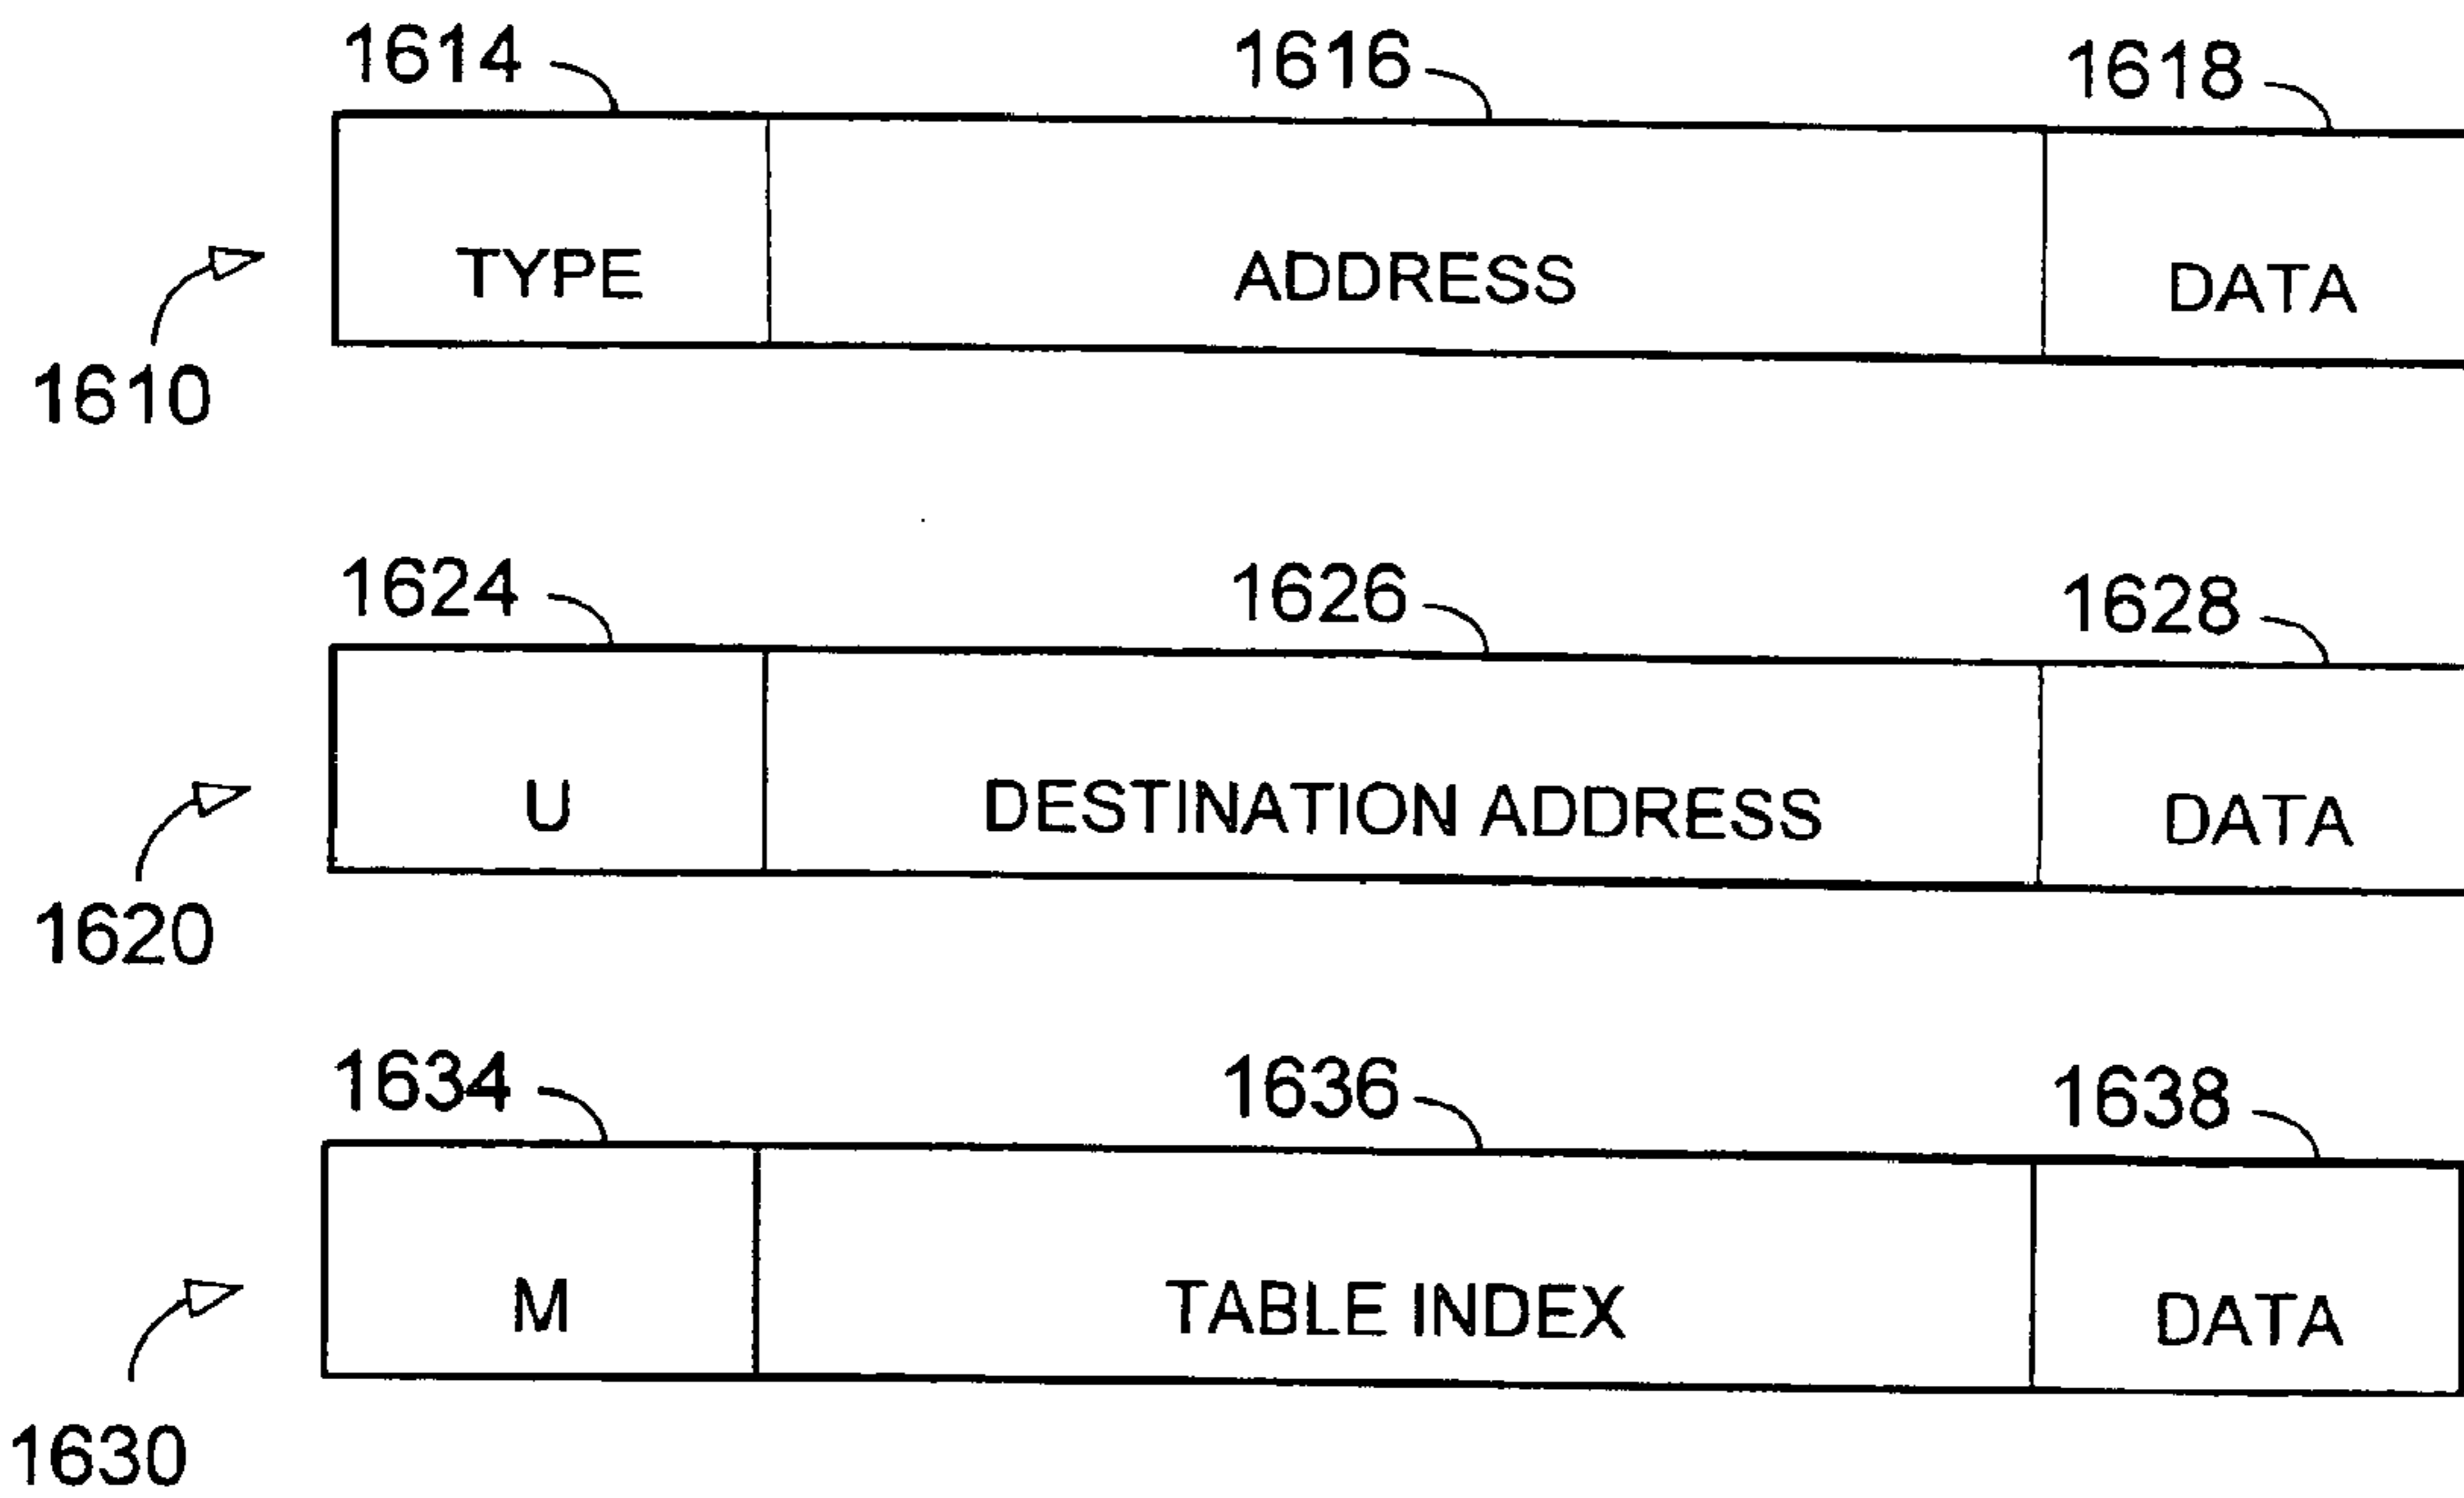 1614 1616 1618
TYPE ADDRESS DATA
1610
1624 1626 1628
U DESTINATION ADDRESS DATA
1620
1634 1636 1638
M TABLE INDEX DATA
1630